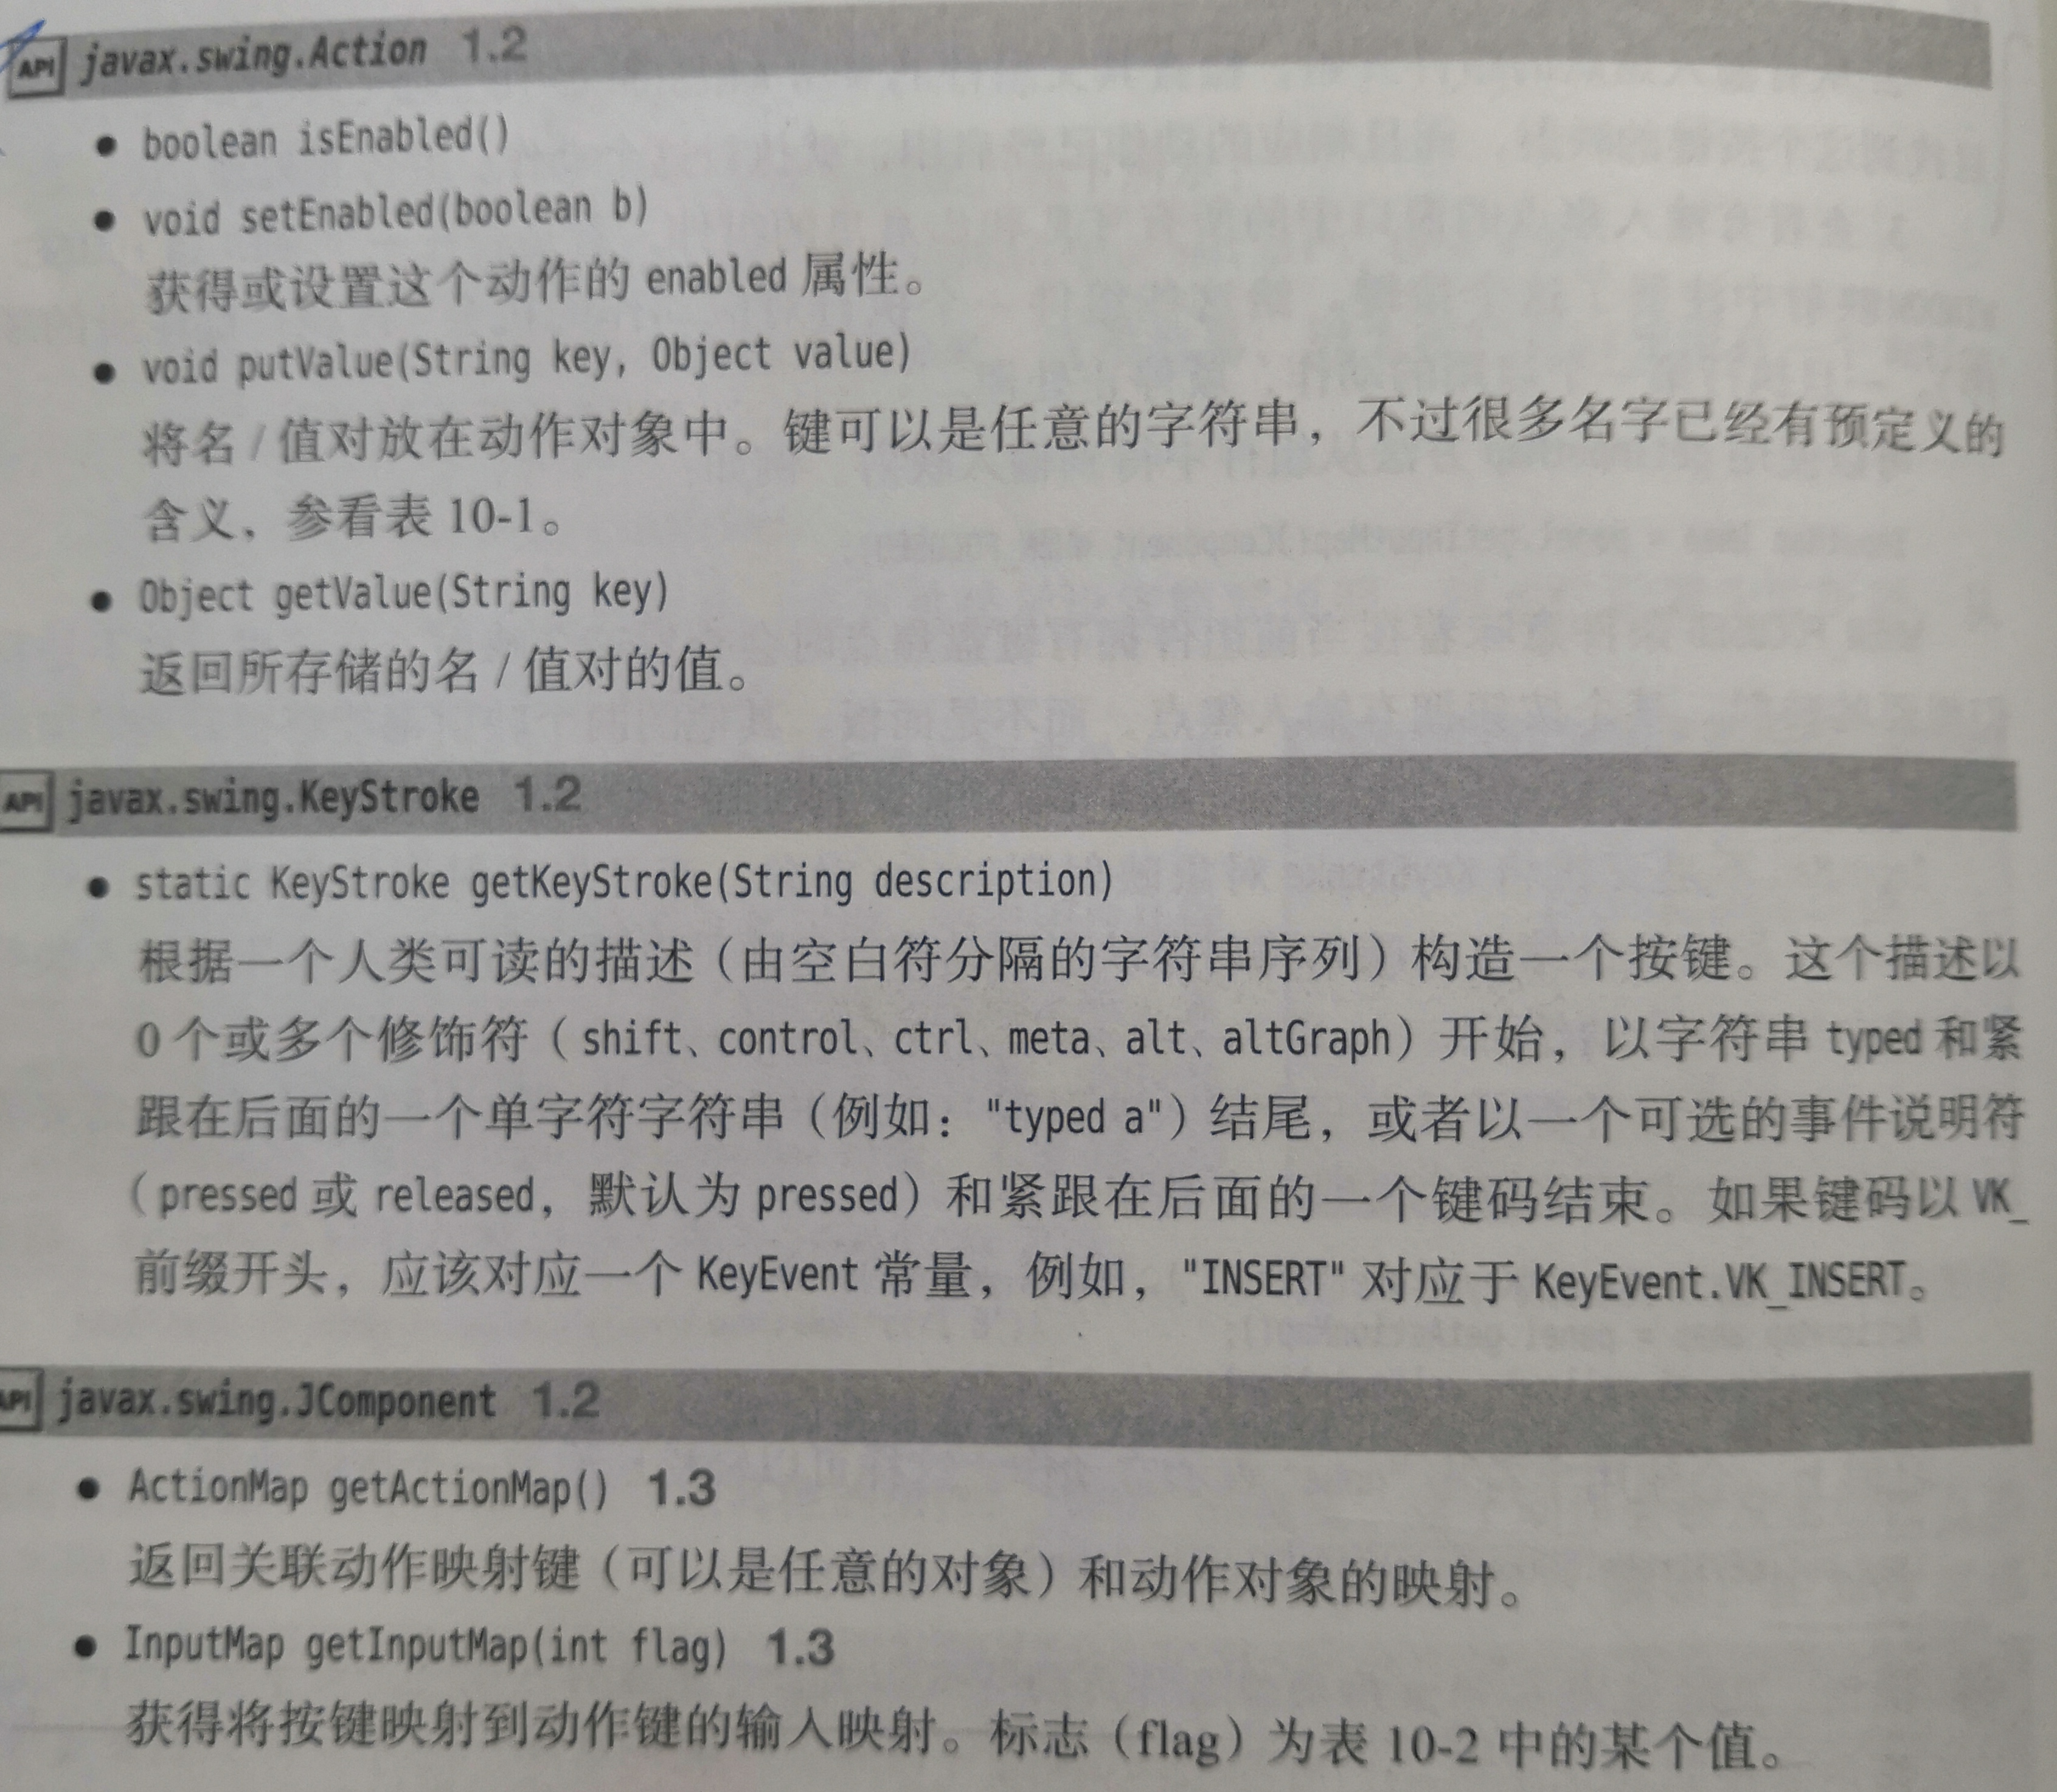 API javax.swing.Action 1.2
• boolean isEnabled()
• void setEnabled(boolean b)
获得或设置这个动作的 enabled 属性。
• void putValue(String key, Object value)
将名 / 值对放在动作对象中。键可以是任意的字符串，不过很多名字已经有预定义的
含义，参看表 10-1。
• Object getValue(String key)
返回所存储的名 / 值对的值。
API javax.swing.KeyStroke 1.2
• static KeyStroke getKeyStroke(String description)
根据一个人类可读的描述（由空白符分隔的字符串序列）构造一个按键。这个描述以
0 个或多个修饰符（shift、control、ctrl、meta、alt、altGraph）开始，以字符串 typed 和紧
跟在后面的一个单字符字符串（例如："typed a"）结尾，或者以一个可选的事件说明符
（pressed 或 released，默认为 pressed）和紧跟在后面的一个键码结束。如果键码以 VK_
前缀开头，应该对应一个 KeyEvent 常量，例如，"INSERT" 对应于 KeyEvent.VK_INSERT。
API javax.swing.JComponent 1.2
• ActionMap getActionMap() 1.3
返回关联动作映射键（可以是任意的对象）和动作对象的映射。
• InputMap getInputMap(int flag) 1.3
获得将按键映射到动作键的输入映射。标志（flag）为表 10-2 中的某个值。